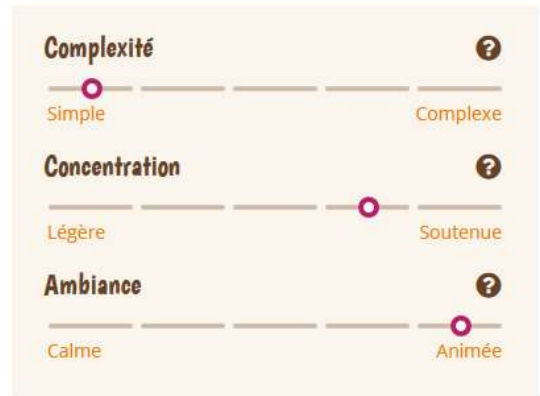 Complexité ?
Simple Complexe
Concentration ?
Légère Soutenue
Ambiance ?
Calme Animée